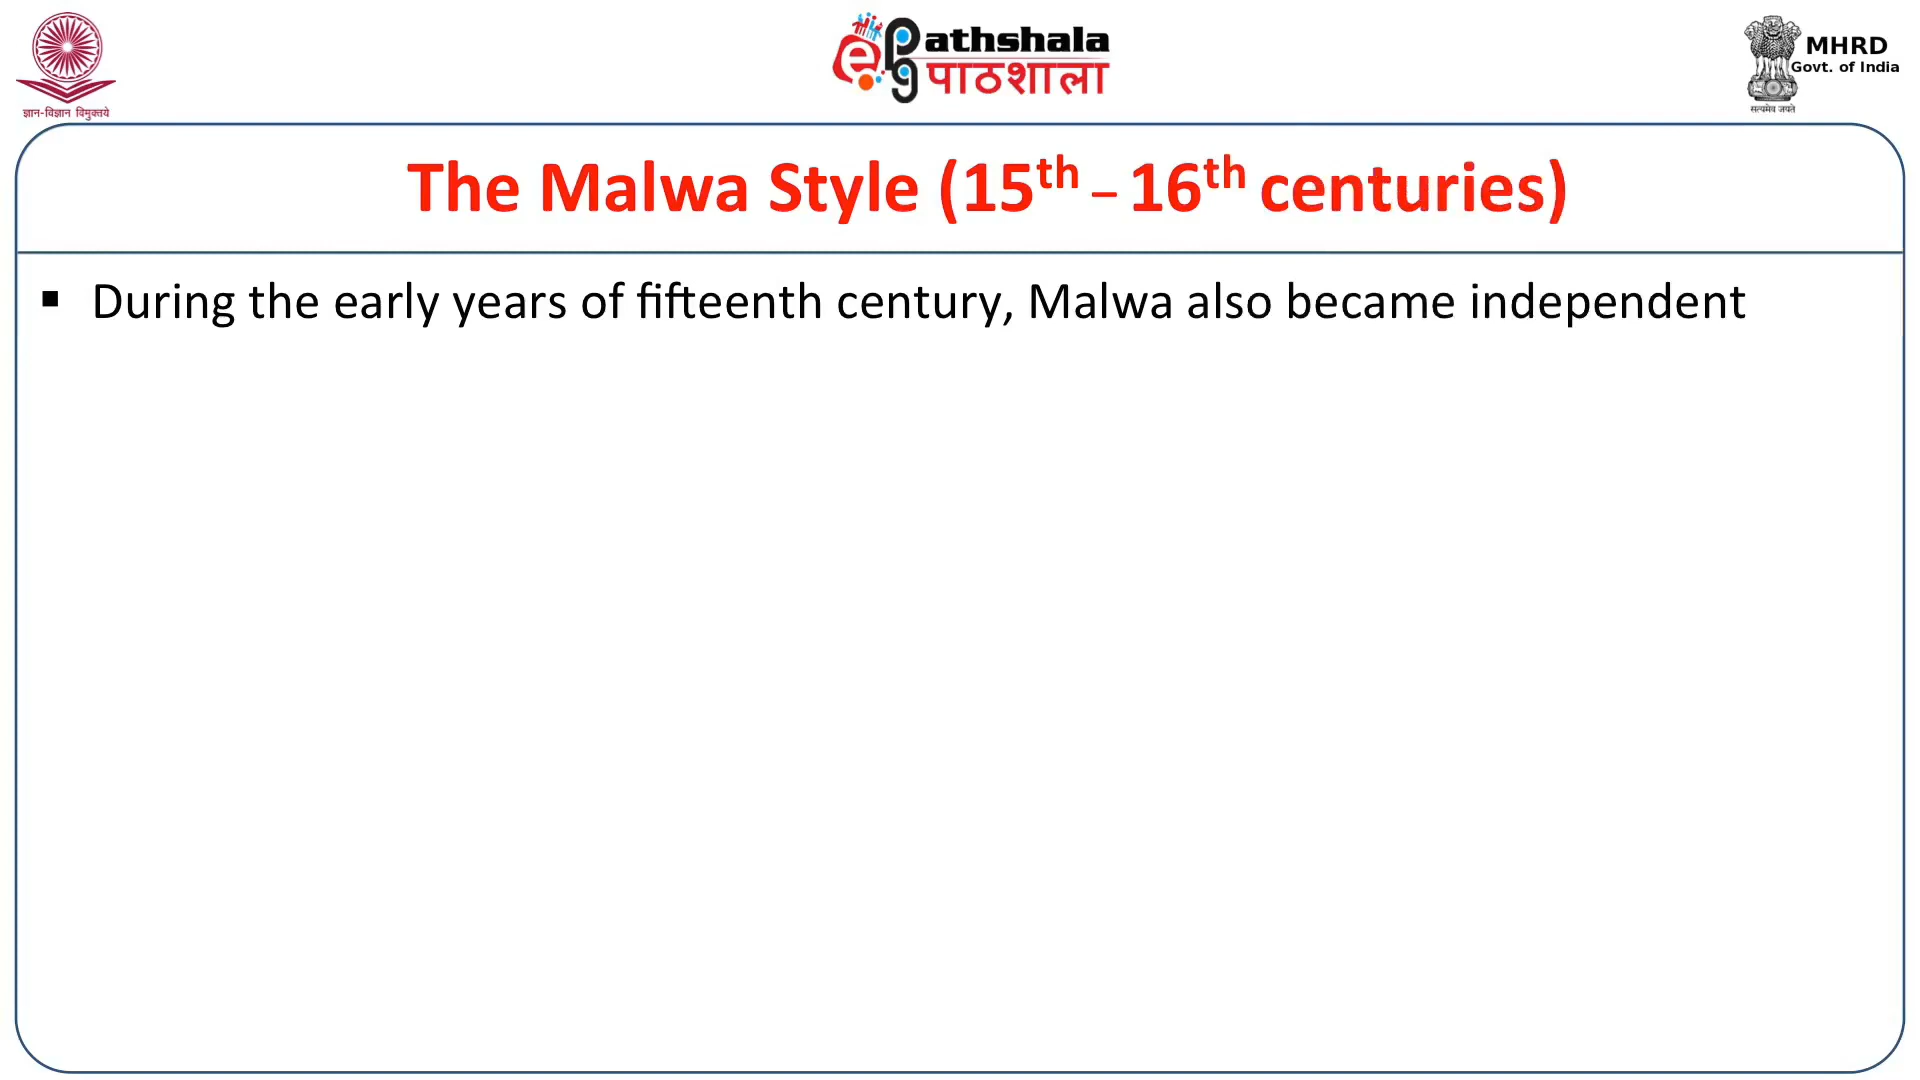 ज्ञान-विज्ञान विमुक्तये
ePathshala
पाठशाला
MHRD
Govt. of India
सत्यमेव जयते
The Malwa Style (15th – 16th centuries)
▪ During the early years of fifteenth century, Malwa also became independent